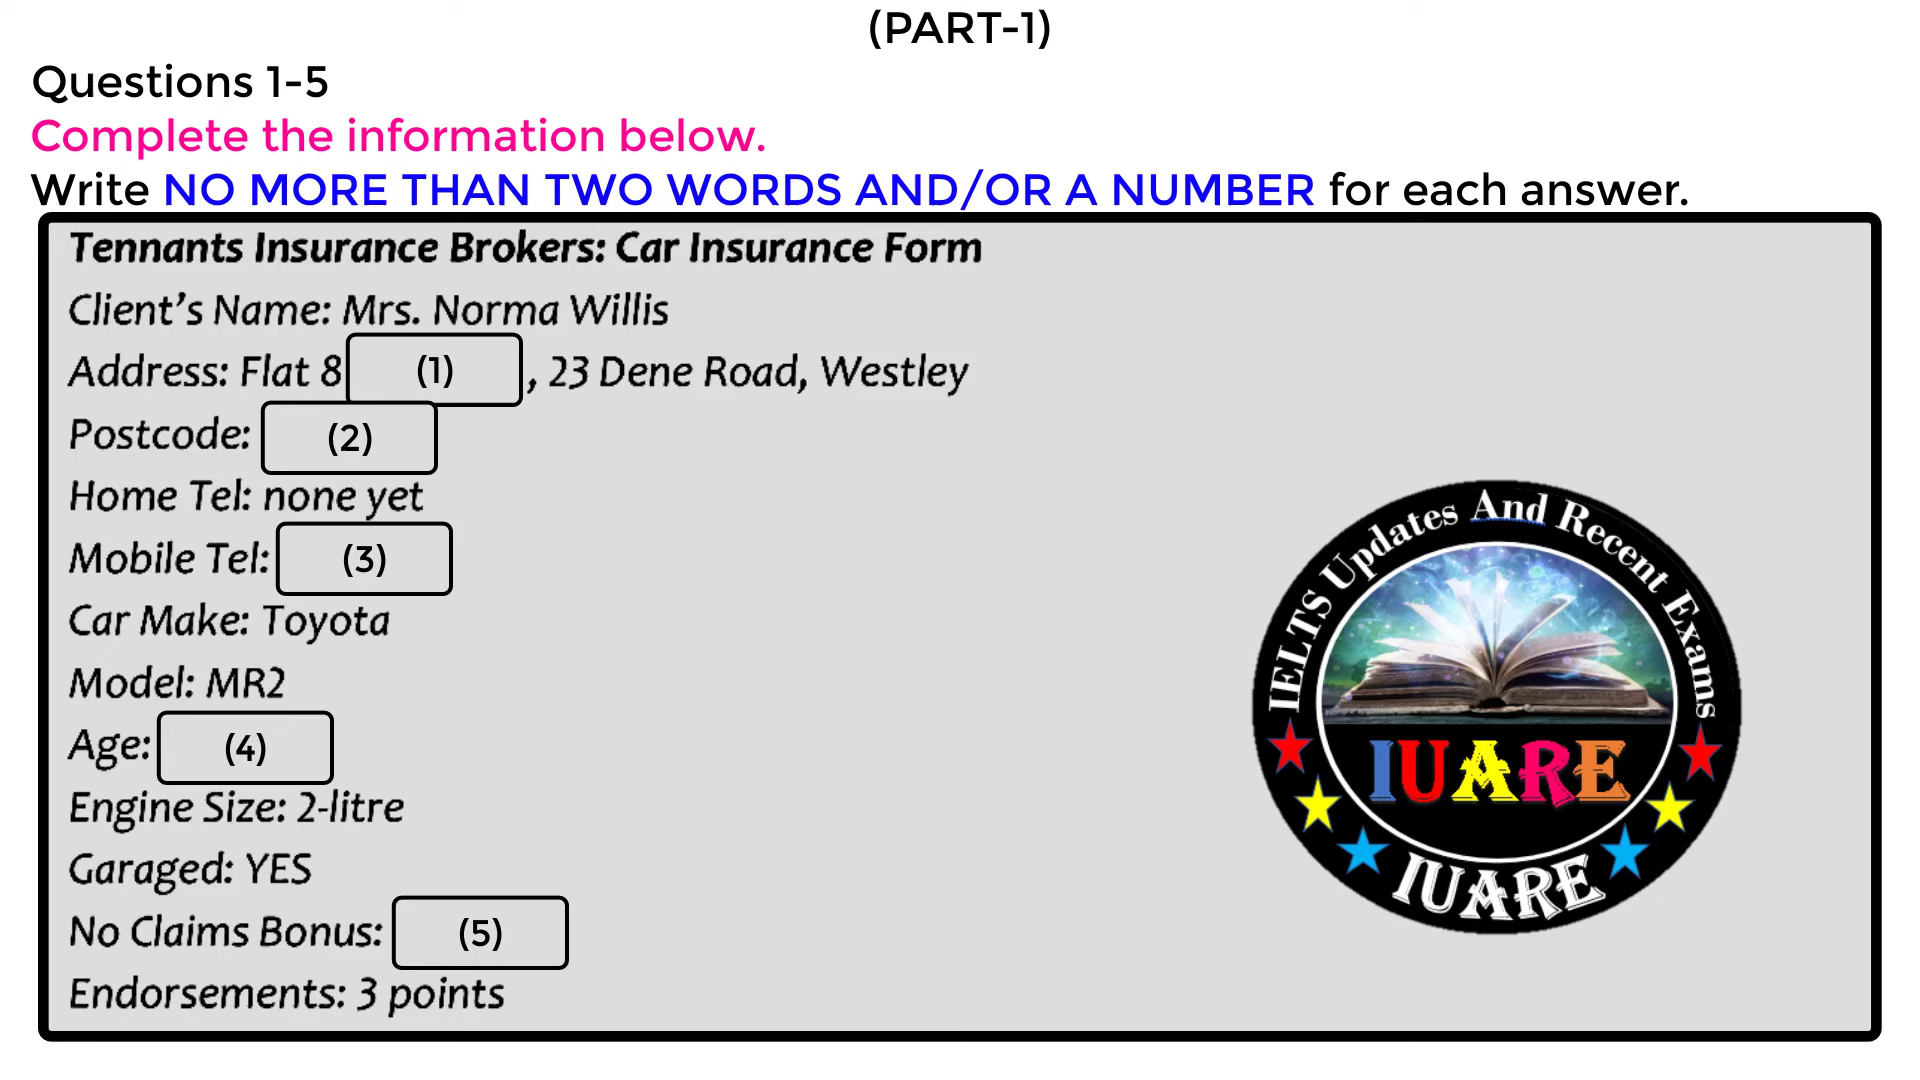 (PART-1)
Questions 1-5
Complete the information below.
Write NO MORE THAN TWO WORDS AND/OR A NUMBER for each answer.
Tennants Insurance Brokers: Car Insurance Form
Client's Name: Mrs. Norma Willis
Address: Flat 8 (1) , 23 Dene Road, Westley
Postcode: (2)
Home Tel: none yet
Mobile Tel: (3)
Car Make: Toyota
Model: MR2
Age: (4)
Engine Size: 2-litre
Garaged: YES
No Claims Bonus: (5)
Endorsements: 3 points
IELTS Updates And Recent Exams
IUARE
IUARE